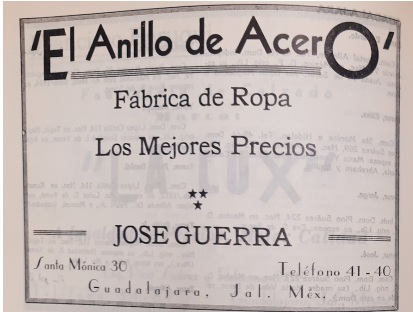 'El Anillo de AcerO'
Fábrica de Ropa
Los Mejores Precios
JOSE GUERRA
Santa Mónica 30 Teléfono 41-40
Guadalajara, Jal. Mex.